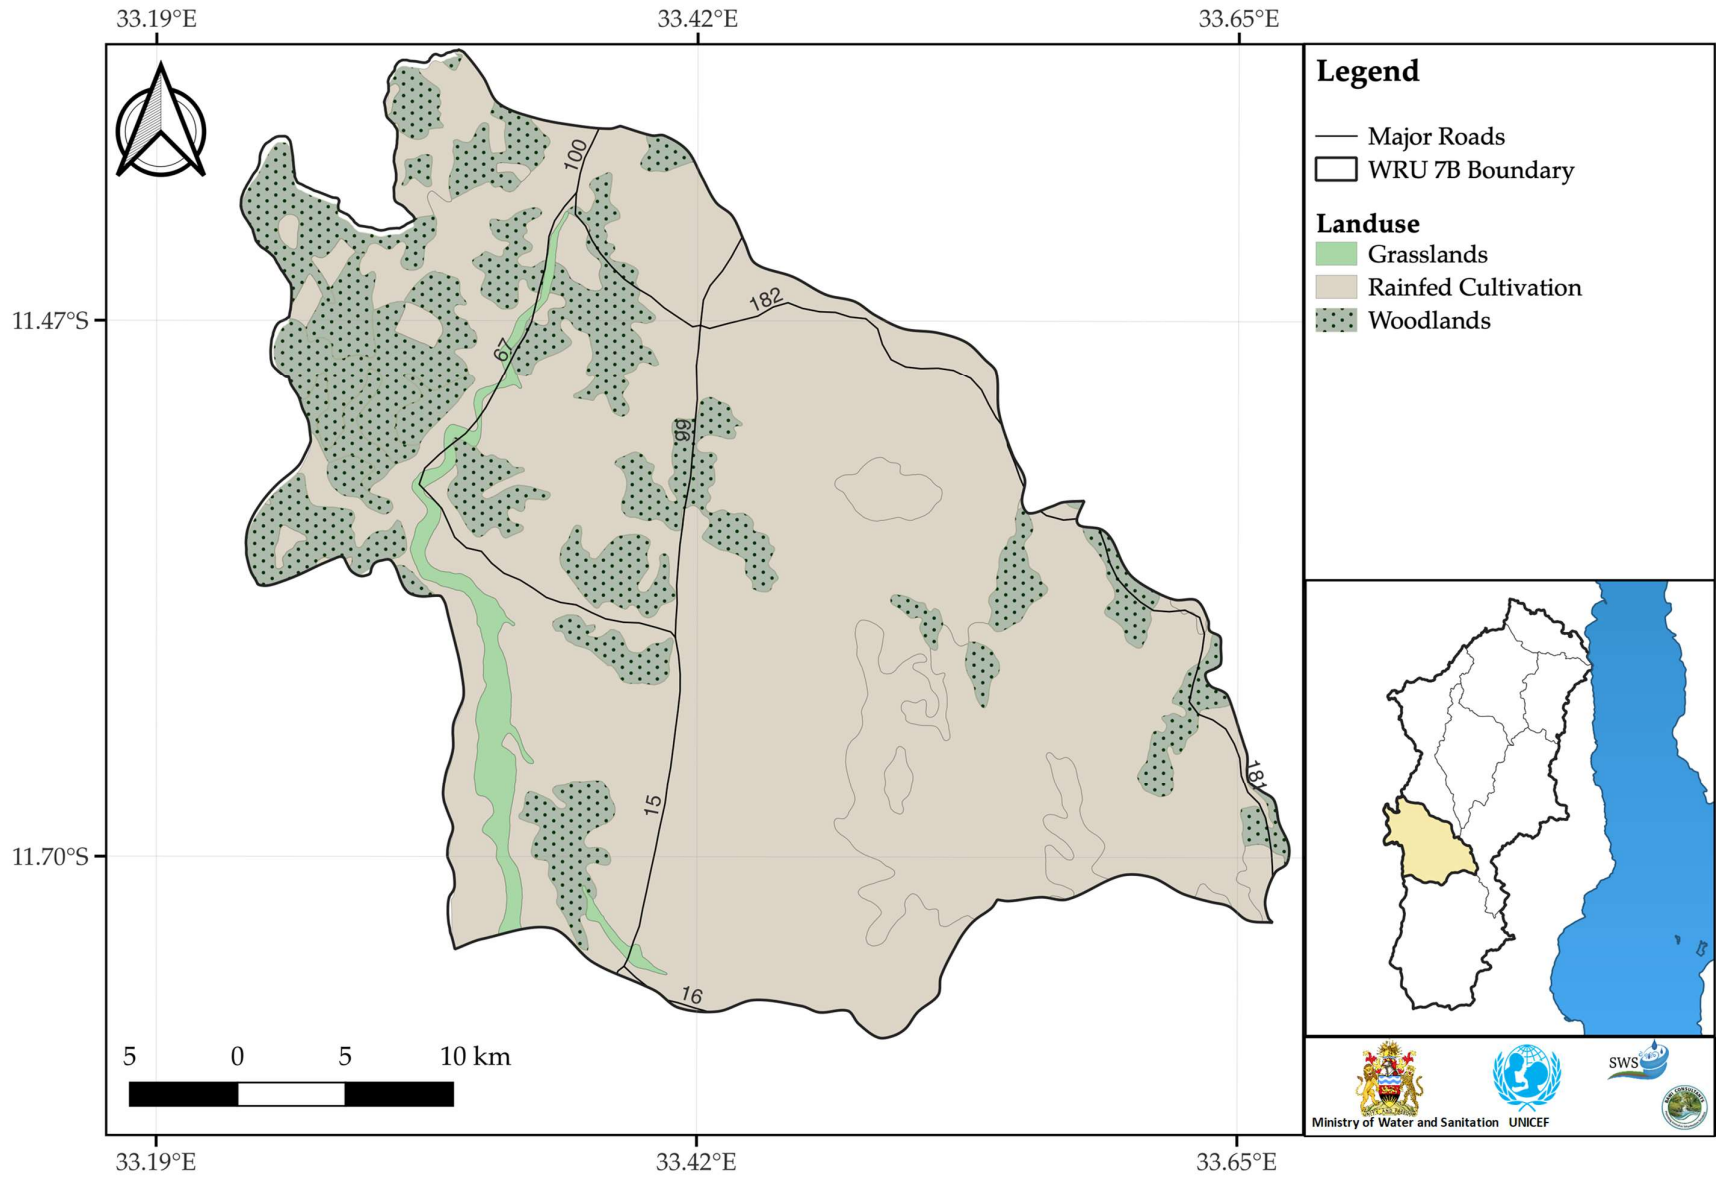 33.19°E 33.42°E 33.65°E
Legend
Major Roads
WRU 7B Boundary
Landuse
Grasslands
Rainfed Cultivation
Woodlands
11.47°S
11.70°S
100
182
67
99
15
181
16
5 0 5 10 km
33.19°E 33.42°E 33.65°E
SWS
Ministry of Water and Sanitation UNICEF